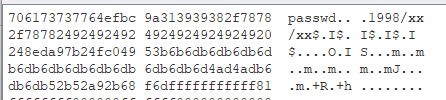 706173737764efbc 9a313939382f7878 passwd.. .1998/xx
2f78782492492492 4924924924924920 /xx$.I$. I$.I$.I
248eda97b24fc049 53b6b6db6db6db6d $....O.I S...m..m
b6db6db6db6db6db 6db6db6d4ad4adb6 ..m..m.. m..mJ...
db6db52b52a92b68 f6dfffffffffff81 .m.+R.+h ........